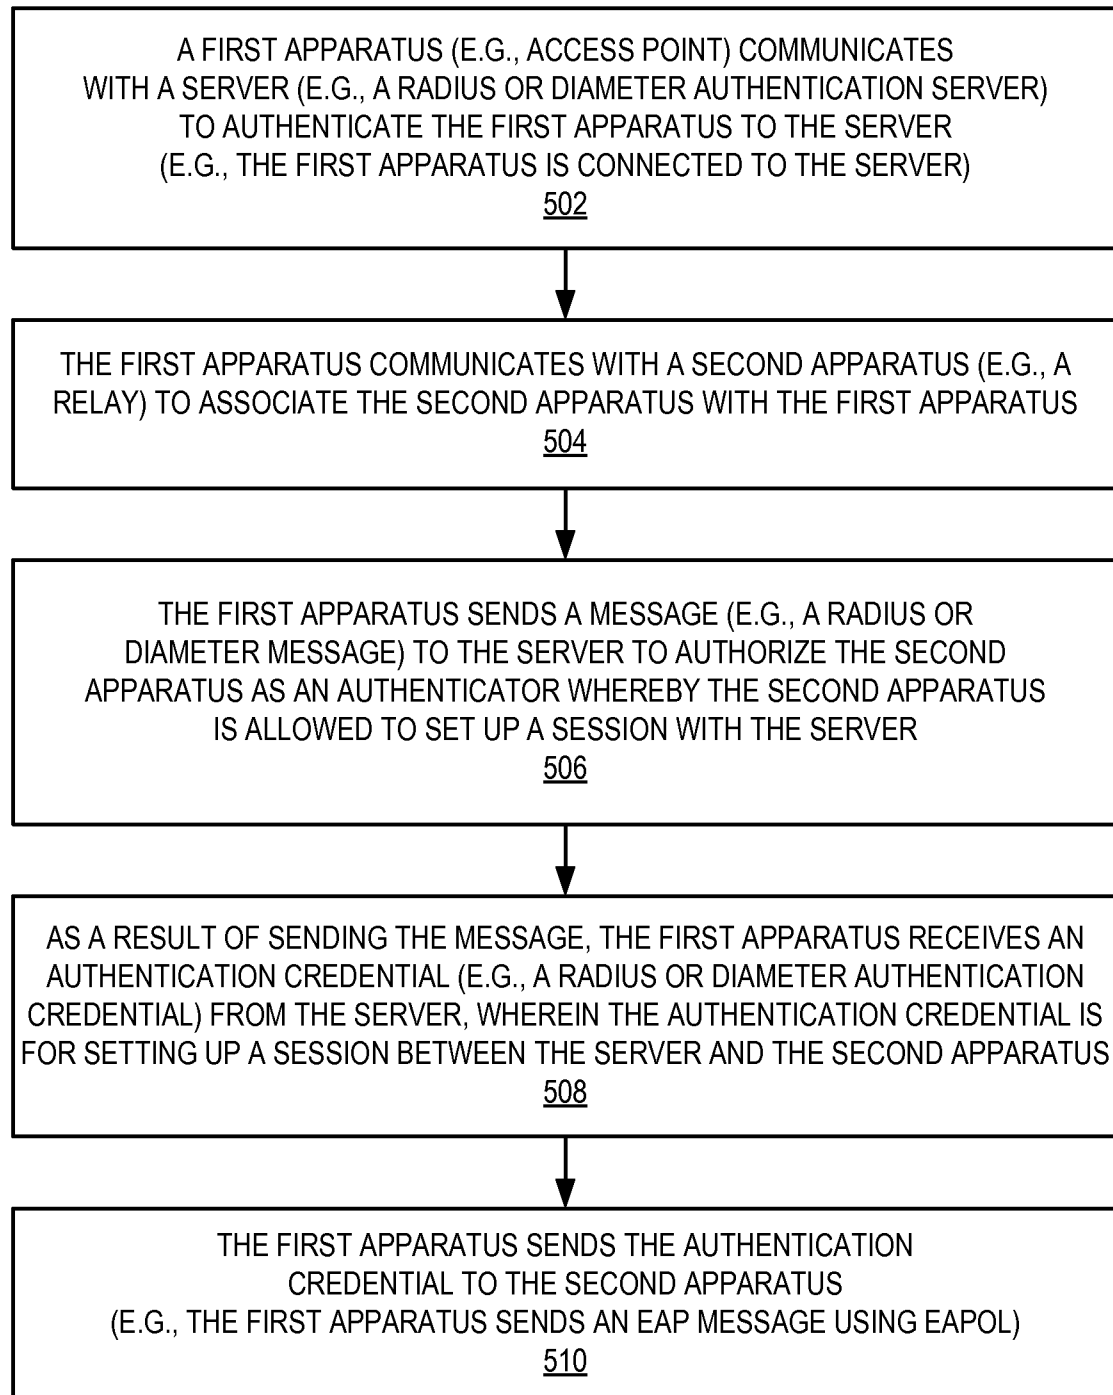 A FIRST APPARATUS (E.G., ACCESS POINT) COMMUNICATES
WITH A SERVER (E.G., A RADIUS OR DIAMETER AUTHENTICATION SERVER)
TO AUTHENTICATE THE FIRST APPARATUS TO THE SERVER
(E.G., THE FIRST APPARATUS IS CONNECTED TO THE SERVER)
502
THE FIRST APPARATUS COMMUNICATES WITH A SECOND APPARATUS (E.G., A
RELAY) TO ASSOCIATE THE SECOND APPARATUS WITH THE FIRST APPARATUS
504
THE FIRST APPARATUS SENDS A MESSAGE (E.G., A RADIUS OR
DIAMETER MESSAGE) TO THE SERVER TO AUTHORIZE THE SECOND
APPARATUS AS AN AUTHENTICATOR WHEREBY THE SECOND APPARATUS
IS ALLOWED TO SET UP A SESSION WITH THE SERVER
506
AS A RESULT OF SENDING THE MESSAGE, THE FIRST APPARATUS RECEIVES AN
AUTHENTICATION CREDENTIAL (E.G., A RADIUS OR DIAMETER AUTHENTICATION
CREDENTIAL) FROM THE SERVER, WHEREIN THE AUTHENTICATION CREDENTIAL IS
FOR SETTING UP A SESSION BETWEEN THE SERVER AND THE SECOND APPARATUS
508
THE FIRST APPARATUS SENDS THE AUTHENTICATION
CREDENTIAL TO THE SECOND APPARATUS
(E.G., THE FIRST APPARATUS SENDS AN EAP MESSAGE USING EAPOL)
510